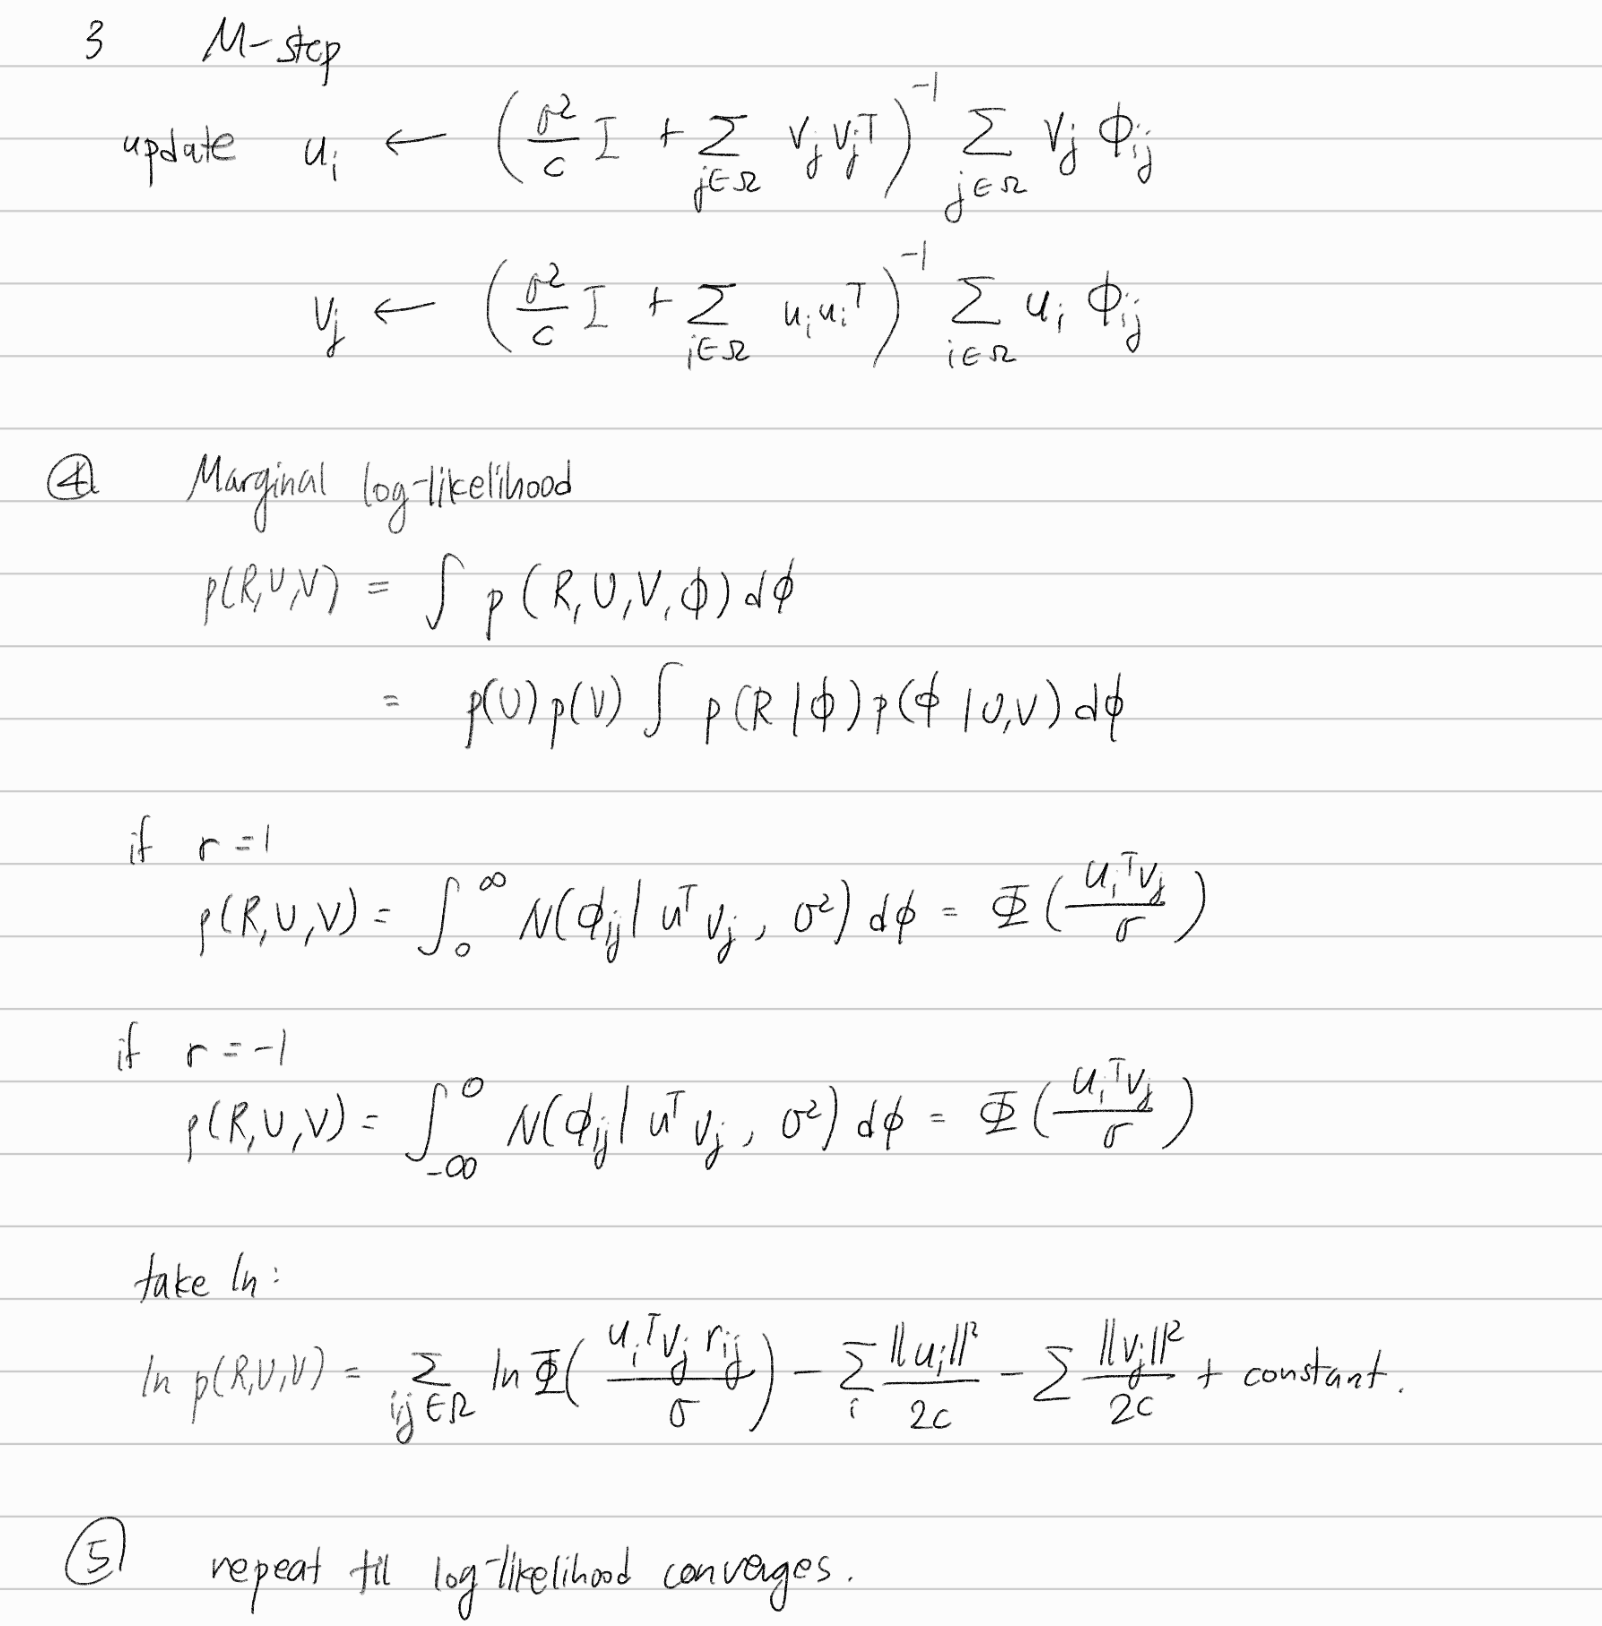 3 M-step
update u_i ← (σ²/c I + Σ_{j∈Ω} v_j v_j^T)^{-1} Σ_{j∈Ω} v_j ϕ_ij
v_j ← (σ²/c I + Σ_{i∈Ω} u_i u_i^T)^{-1} Σ_{i∈Ω} u_i ϕ_ij
④ Marginal log-likelihood
p(R,U,V) = ∫ p(R,U,V,ϕ) dϕ
= p(U) p(V) ∫ p(R|ϕ) p(ϕ|U,V) dϕ
if r=1
p(R,U,V) = ∫_0^∞ N(ϕ_ij | u^T v_j, σ²) dϕ = Φ(u_i^T v_j / σ)
if r=-1
p(R,U,V) = ∫_{-∞}^0 N(ϕ_ij | u^T v_j, σ²) dϕ = Φ(u_i^T v_j / σ)
take ln:
ln p(R,U,V) = Σ_{ij∈Ω} ln Φ(u_i^T v_j r_ij / σ) - Σ_i ||u_i||²/2c - Σ ||v_j||²/2c + constant.
⑤ repeat til log-likelihood converges.